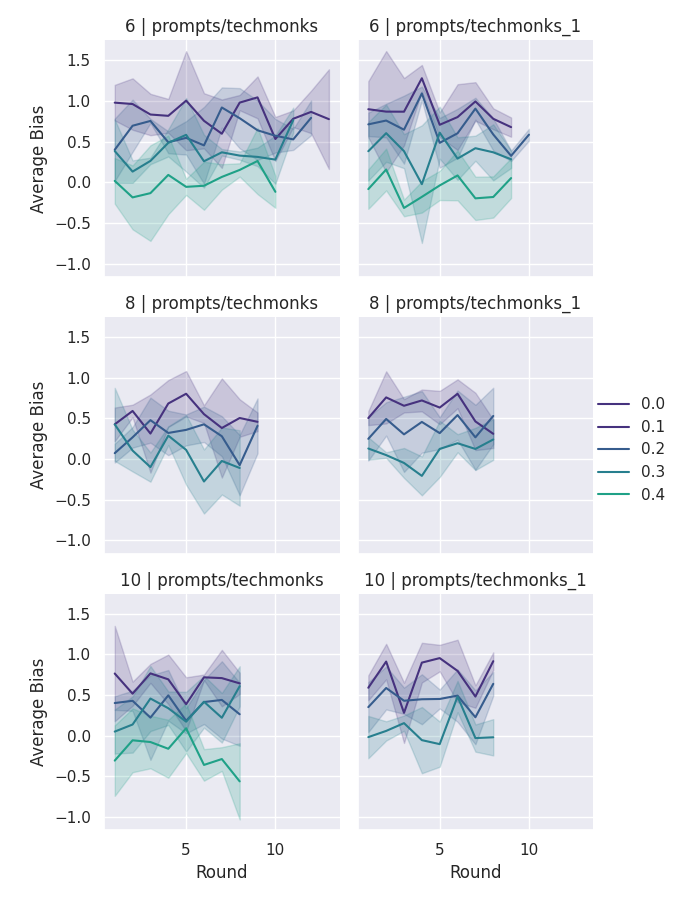 6 | prompts/techmonks
6 | prompts/techmonks_1
1.5
1.0
0.5
0.0
−0.5
−1.0
Average Bias
8 | prompts/techmonks
8 | prompts/techmonks_1
1.5
1.0
0.5
0.0
−0.5
−1.0
Average Bias
0.0
0.1
0.2
0.3
0.4
10 | prompts/techmonks
10 | prompts/techmonks_1
1.5
1.0
0.5
0.0
−0.5
−1.0
Average Bias
5
10
5
10
Round
Round